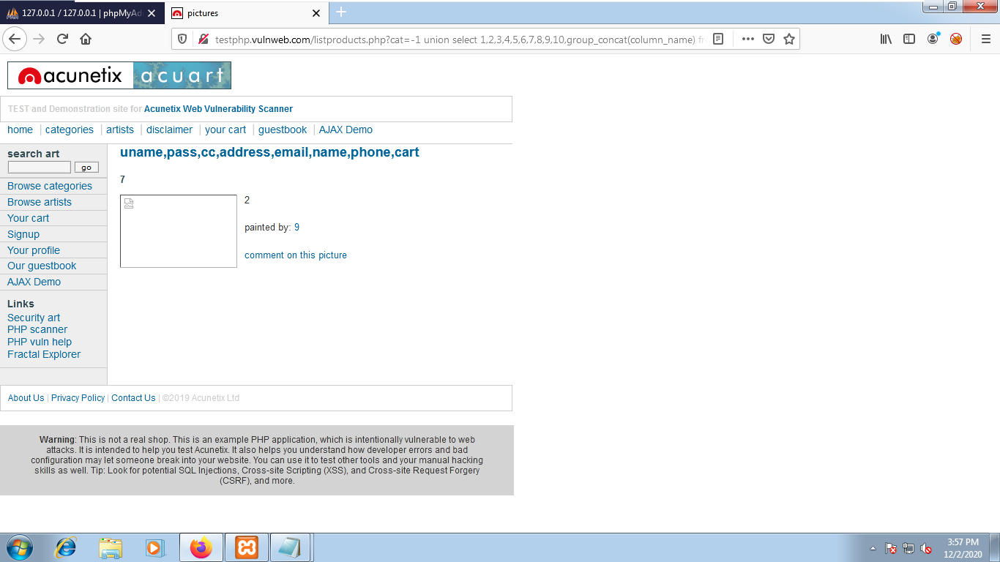 127.0.0.1 / 127.0.0.1 | phpMyAd
pictures
testphp.vulnweb.com/listproducts.php?cat=-1 union select 1,2,3,4,5,6,7,8,9,10,group_concat(column_name) fr
acunetix acuart
TEST and Demonstration site for Acunetix Web Vulnerability Scanner
home | categories | artists | disclaimer | your cart | guestbook | AJAX Demo
search art
go
Browse categories
Browse artists
Your cart
Signup
Your profile
Our guestbook
AJAX Demo
Links
Security art
PHP scanner
PHP vuln help
Fractal Explorer
uname,pass,cc,address,email,name,phone,cart
7
2
painted by: 9
comment on this picture
About Us | Privacy Policy | Contact Us | ©2019 Acunetix Ltd
Warning: This is not a real shop. This is an example PHP application, which is intentionally vulnerable to web
attacks. It is intended to help you test Acunetix. It also helps you understand how developer errors and bad
configuration may let someone break into your website. You can use it to test other tools and your manual hacking
skills as well. Tip: Look for potential SQL Injections, Cross-site Scripting (XSS), and Cross-site Request Forgery
(CSRF), and more.
3:57 PM
12/2/2020